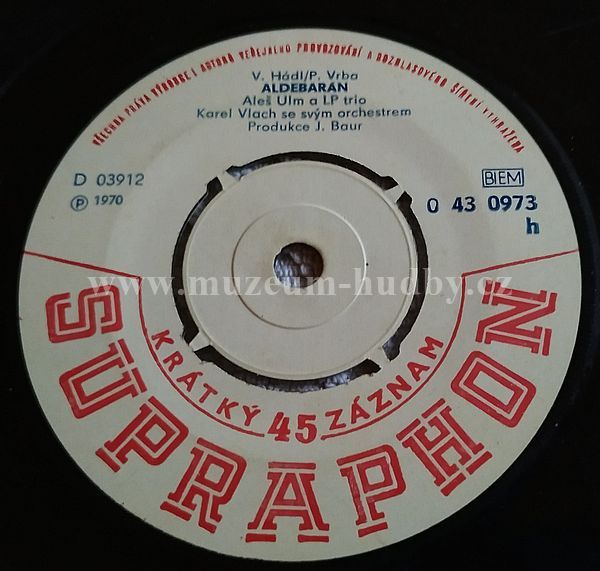 VŠECHNA PRÁVA VÝROBCE I AUTORŮ VEŘEJNÉHO PROVOZOVÁNÍ A ROZHLASOVÉHO ŠÍŘENÍ VYHRAZENA
V. Hádl/P. Vrba
ALDEBARAN
Aleš Ulm a LP trio
Karel Vlach se svým orchestrem
Produkce J. Baur
D 03912
Ⓟ 1970
BIEM
0 43 0973
h
www.muzeum-hudby.cz
KRÁTKÝ 45 ZÁZNAM
SUPRAPHON